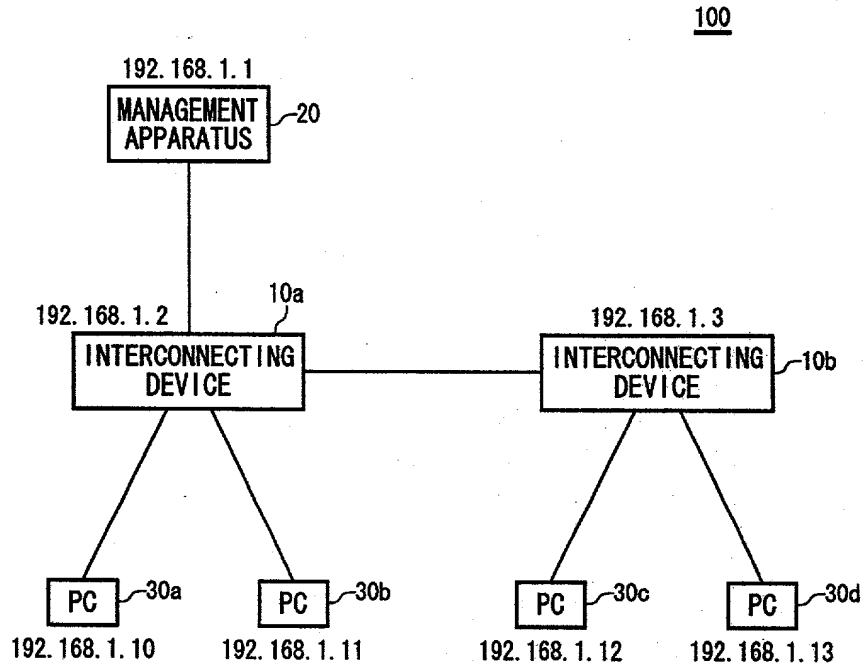 100
192.168.1.1
MANAGEMENT
APPARATUS
20
10a
192.168.1.2
INTERCONNECTING
DEVICE
192.168.1.3
INTERCONNECTING
DEVICE
10b
PC
30a
192.168.1.10
PC
30b
192.168.1.11
PC
30c
192.168.1.12
PC
30d
192.168.1.13